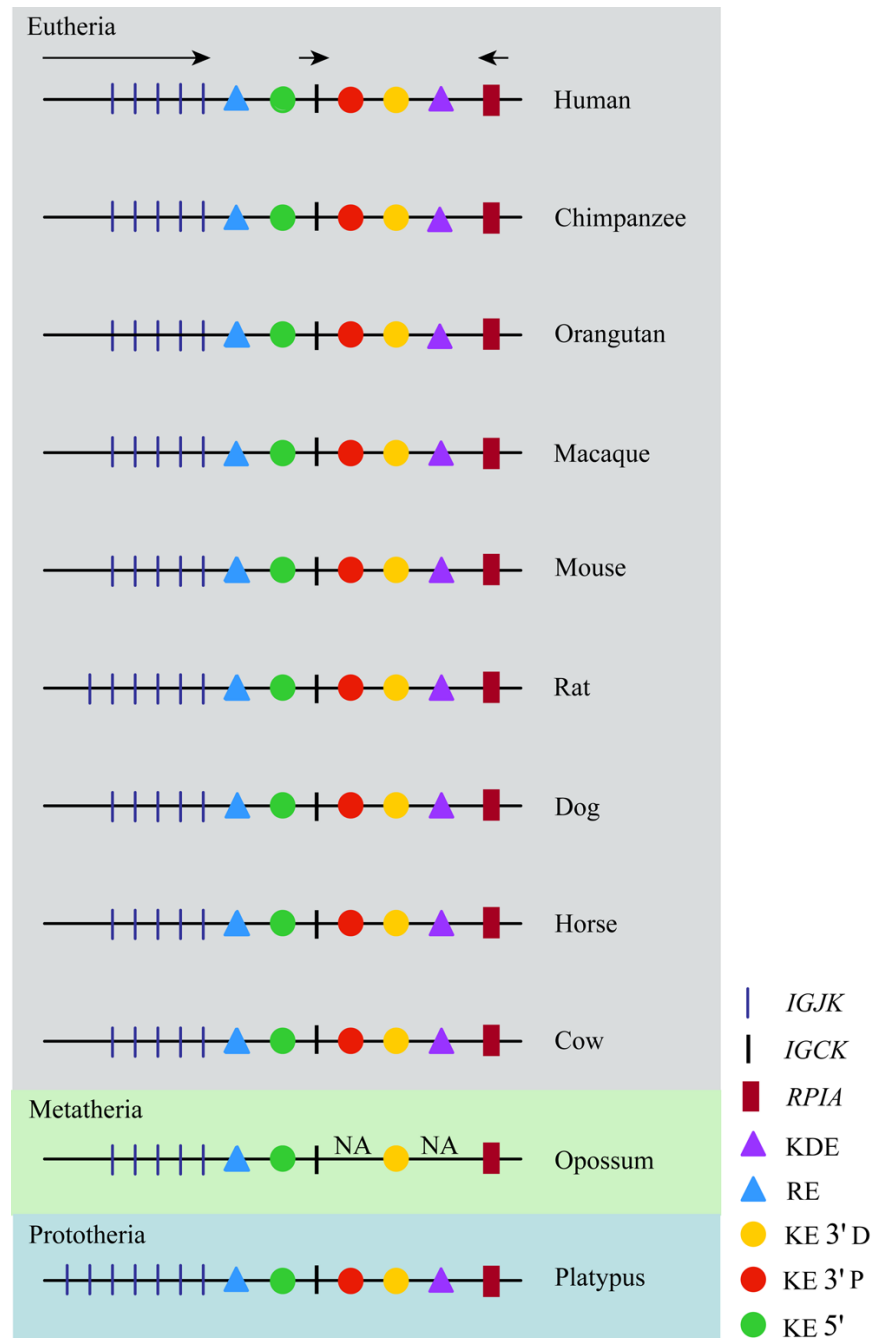 Eutheria
Human
Chimpanzee
Orangutan
Macaque
Mouse
Rat
Dog
Horse
Cow
Metatheria
NA NA
Opossum
Prototheria
Platypus
IGJK
IGCK
RPIA
KDE
RE
KE 3' D
KE 3' P
KE 5'